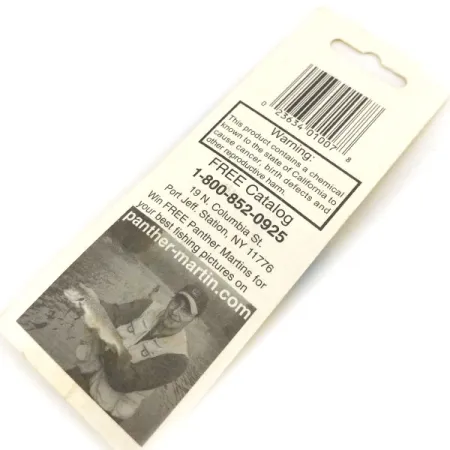 0 23634 01007 8
Warning:
This product contains a chemical
known to the state of California to
cause cancer, birth defects and
other reproductive harm.
FREE Catalog
1-800-852-0925
19 N. Columbia St.
Port Jeff. Station, NY 11776
Win FREE Panther Martins for
your best fishing pictures on
panther-martin.com